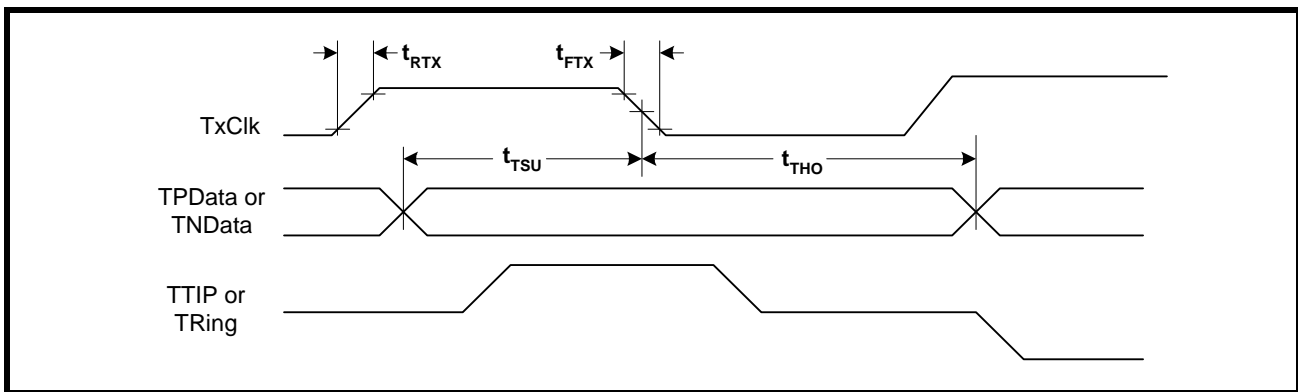 tRTX
tFTX
TxClk
tTSU
tTHO
TPData or
TNData
TTIP or
TRing